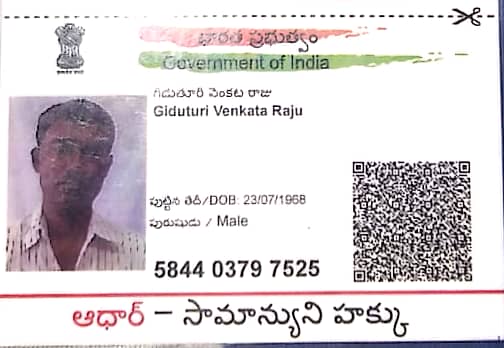 భారత ప్రభుత్వం
Government of India
గిడుతూరి వెంకట రాజు
Giduturi Venkata Raju
పుట్టిన తేదీ/DOB: 23/07/1968
పురుషుడు / Male
5844 0379 7525
ఆధార్ – సామాన్యుని హక్కు